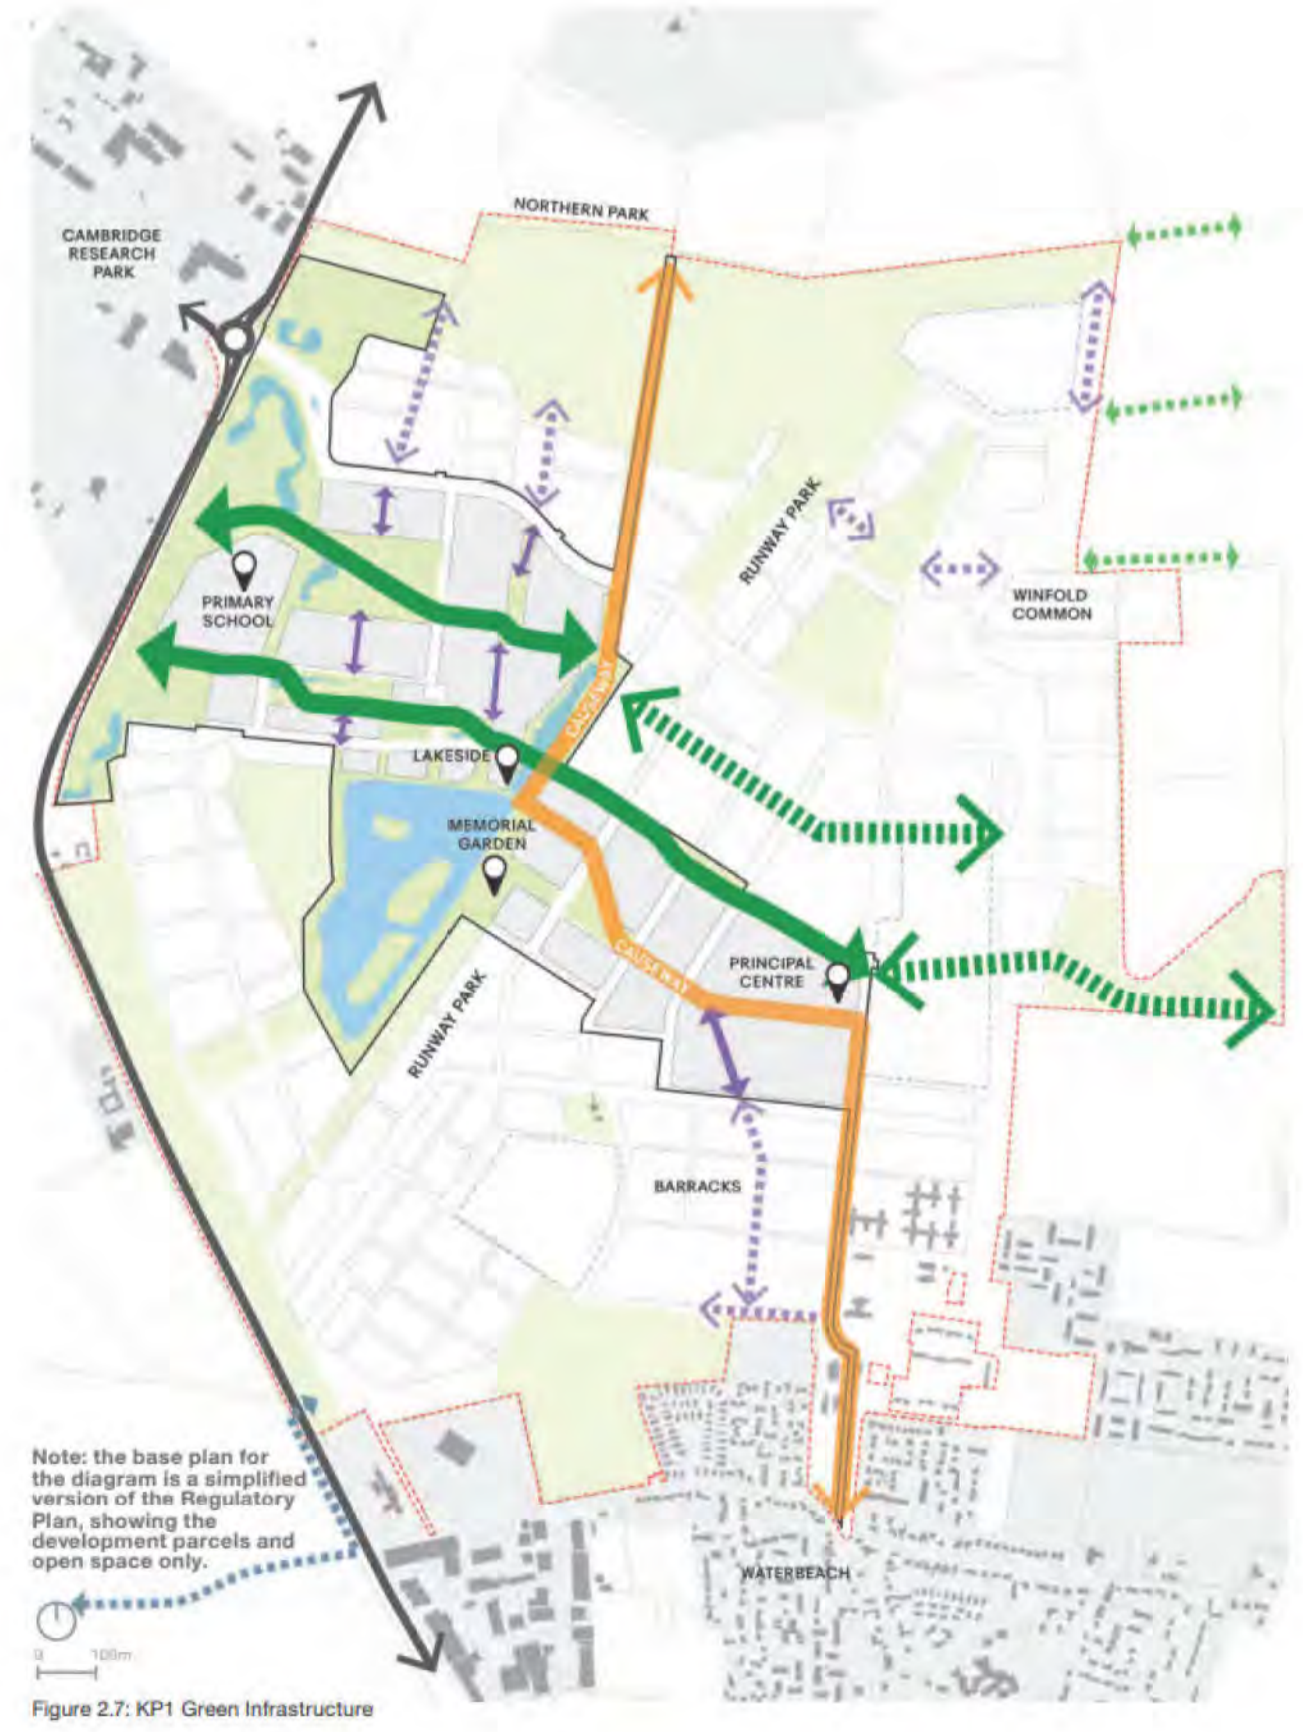 NORTHERN PARK
CAMBRIDGE
RESEARCH
PARK
RUNWAY PARK
PRIMARY
SCHOOL
WINFOLD
COMMON
CAUSEWAY
LAKESIDE
MEMORIAL
GARDEN
CAUSEWAY
PRINCIPAL
CENTRE
RUNWAY PARK
BARRACKS
Note: the base plan for
the diagram is a simplified
version of the Regulatory
Plan, showing the
development parcels and
open space only.
WATERBEACH
0 100m
Figure 2.7: KP1 Green Infrastructure